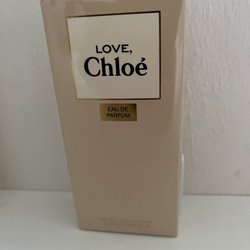 LOVE,
Chloé
EAU DE
PARFUM